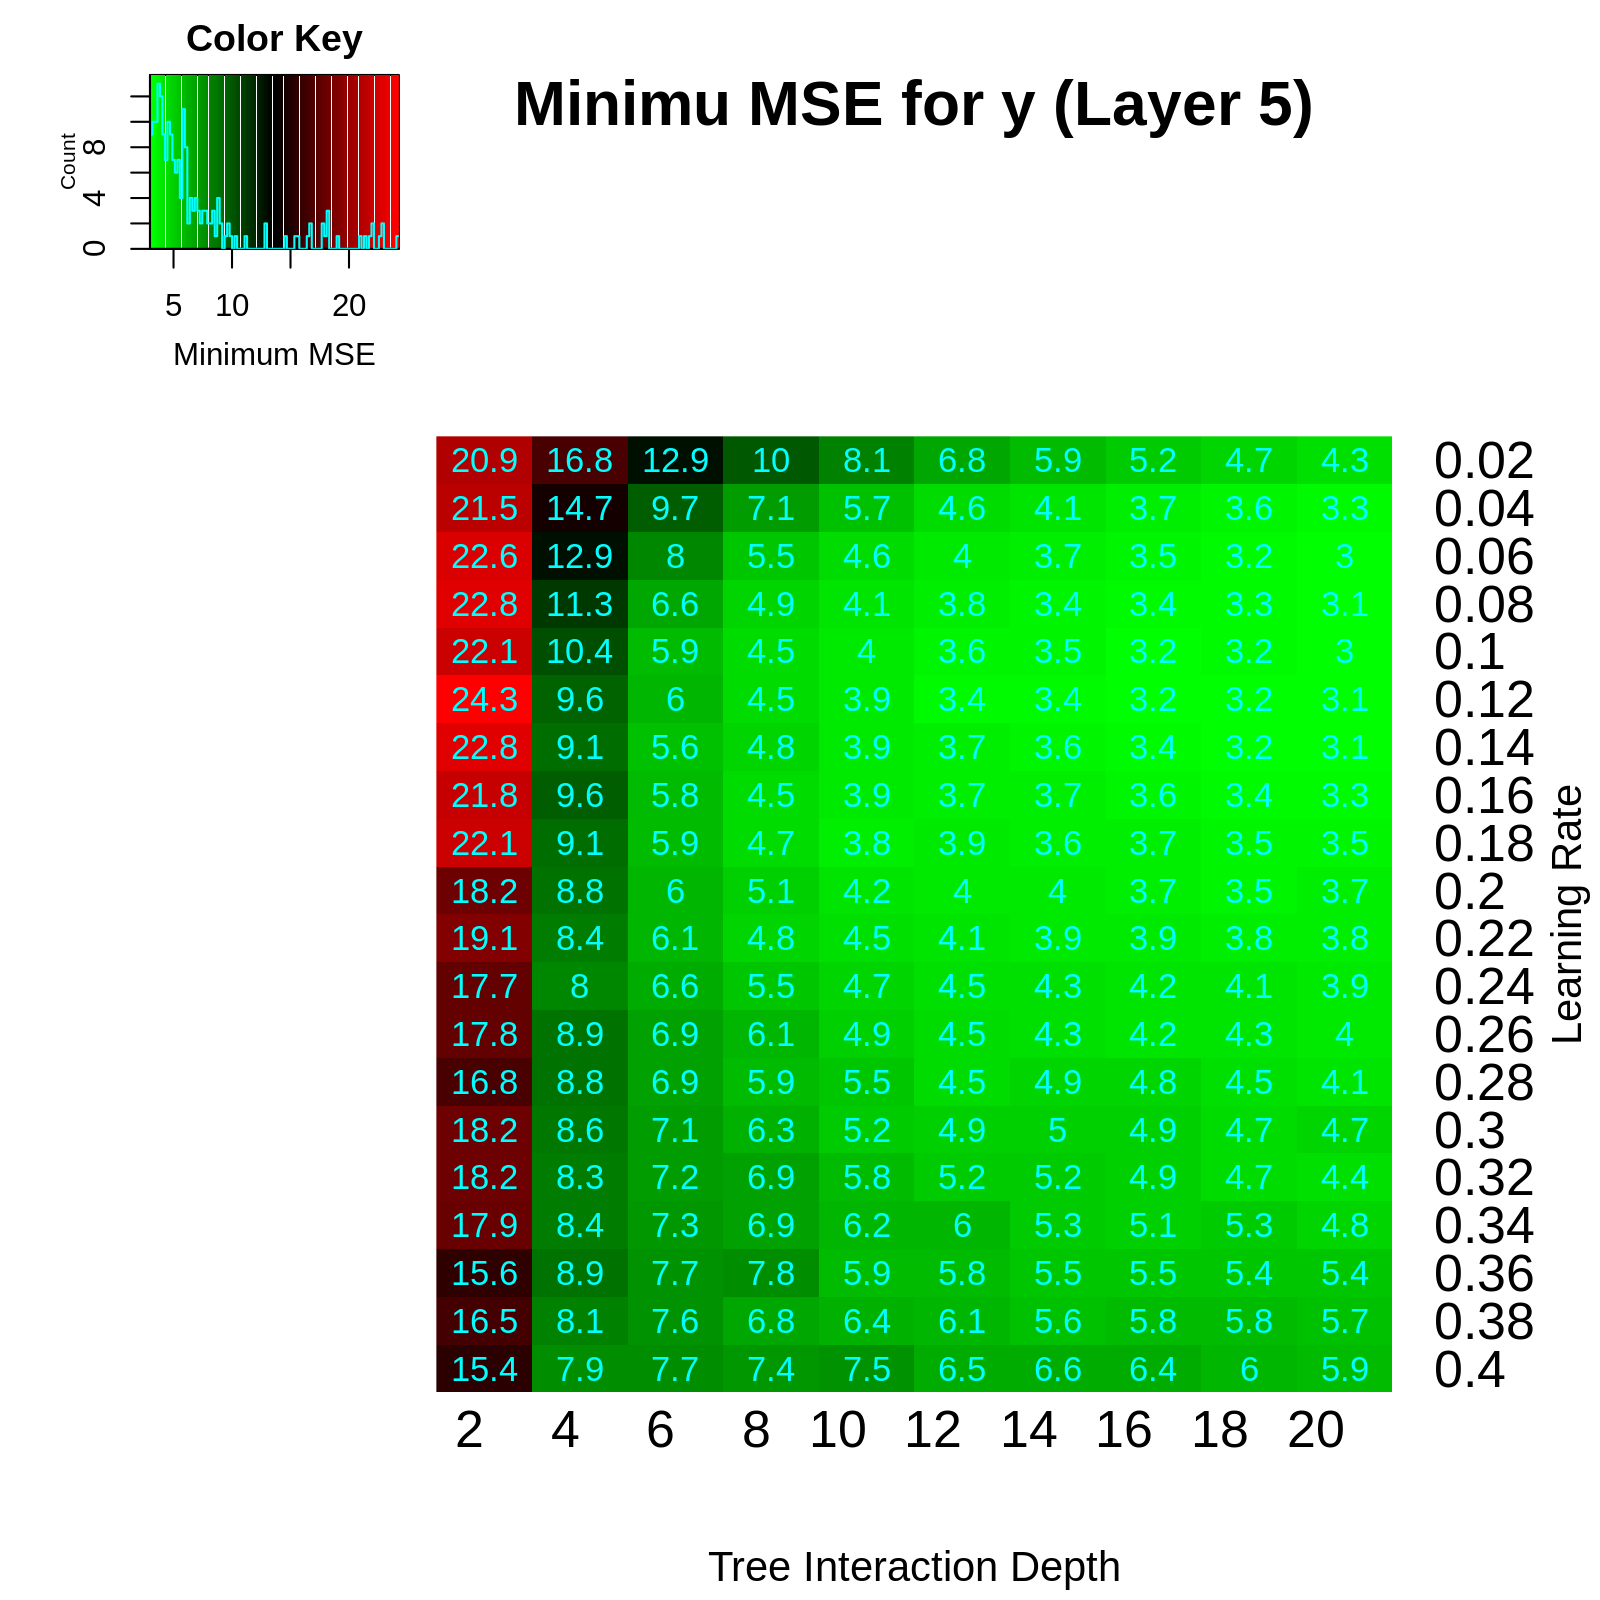 Color Key
Minimu MSE for y (Layer 5)
Count
0 4 8
5 10 20
Minimum MSE
20.9 16.8 12.9 10 8.1 6.8 5.9 5.2 4.7 4.3 0.02
21.5 14.7 9.7 7.1 5.7 4.6 4.1 3.7 3.6 3.3 0.04
22.6 12.9 8 5.5 4.6 4 3.7 3.5 3.2 3 0.06
22.8 11.3 6.6 4.9 4.1 3.8 3.4 3.4 3.3 3.1 0.08
22.1 10.4 5.9 4.5 4 3.6 3.5 3.2 3.2 3 0.1
24.3 9.6 6 4.5 3.9 3.4 3.4 3.2 3.2 3.1 0.12
22.8 9.1 5.6 4.8 3.9 3.7 3.6 3.4 3.2 3.1 0.14
21.8 9.6 5.8 4.5 3.9 3.7 3.7 3.6 3.4 3.3 0.16
22.1 9.1 5.9 4.7 3.8 3.9 3.6 3.7 3.5 3.5 0.18
18.2 8.8 6 5.1 4.2 4 4 3.7 3.5 3.7 0.2
19.1 8.4 6.1 4.8 4.5 4.1 3.9 3.9 3.8 3.8 0.22
17.7 8 6.6 5.5 4.7 4.5 4.3 4.2 4.1 3.9 0.24
17.8 8.9 6.9 6.1 4.9 4.5 4.3 4.2 4.3 4 0.26
16.8 8.8 6.9 5.9 5.5 4.5 4.9 4.8 4.5 4.1 0.28
18.2 8.6 7.1 6.3 5.2 4.9 5 4.9 4.7 4.7 0.3
18.2 8.3 7.2 6.9 5.8 5.2 5.2 4.9 4.7 4.4 0.32
17.9 8.4 7.3 6.9 6.2 6 5.3 5.1 5.3 4.8 0.34
15.6 8.9 7.7 7.8 5.9 5.8 5.5 5.5 5.4 5.4 0.36
16.5 8.1 7.6 6.8 6.4 6.1 5.6 5.8 5.8 5.7 0.38
15.4 7.9 7.7 7.4 7.5 6.5 6.6 6.4 6 5.9 0.4
Learning Rate
2 4 6 8 10 12 14 16 18 20
Tree Interaction Depth